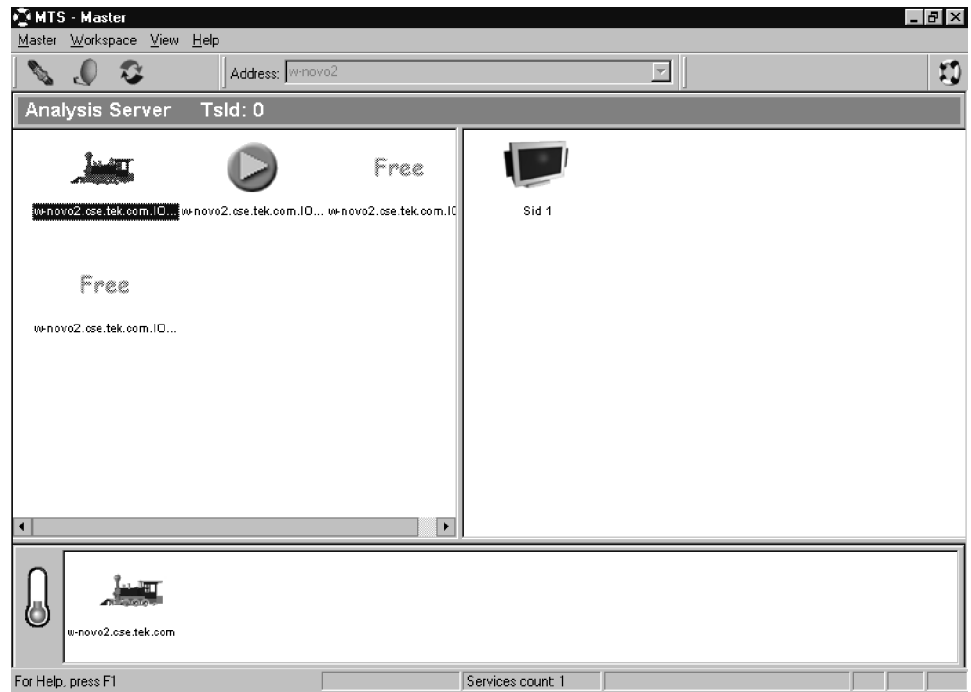 MTS - Master
Master Workspace View Help
Address: w-novo2
Analysis Server TsId: 0
Free
w-novo2.cse.tek.com.IO... w-novo2.cse.tek.com.IO... w-novo2.cse.tek.com.IO
Sid 1
Free
w-novo2.cse.tek.com.IO...
w-novo2.cse.tek.com
For Help, press F1
Services count: 1